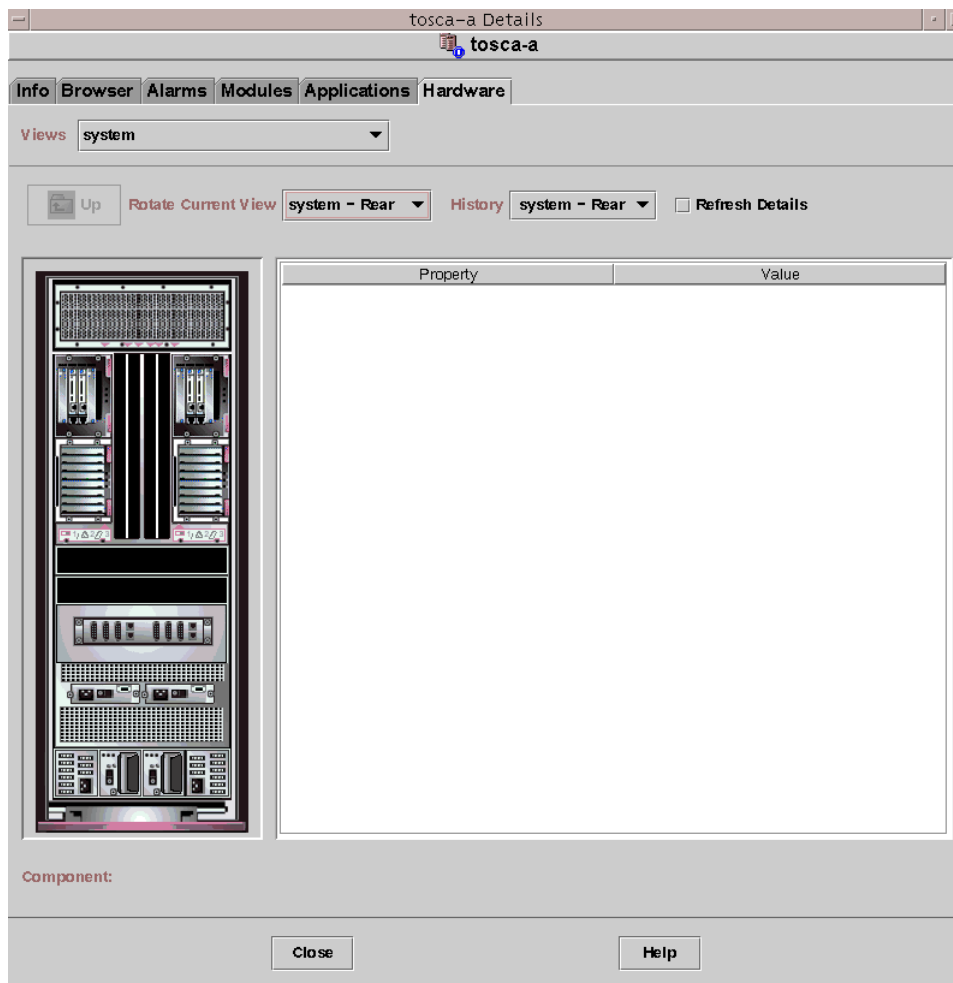 tosca-a Details
tosca-a
Info Browser Alarms Modules Applications Hardware
Views system
Up Rotate Current View system - Rear History system - Rear Refresh Details
Property Value
Component:
Close Help